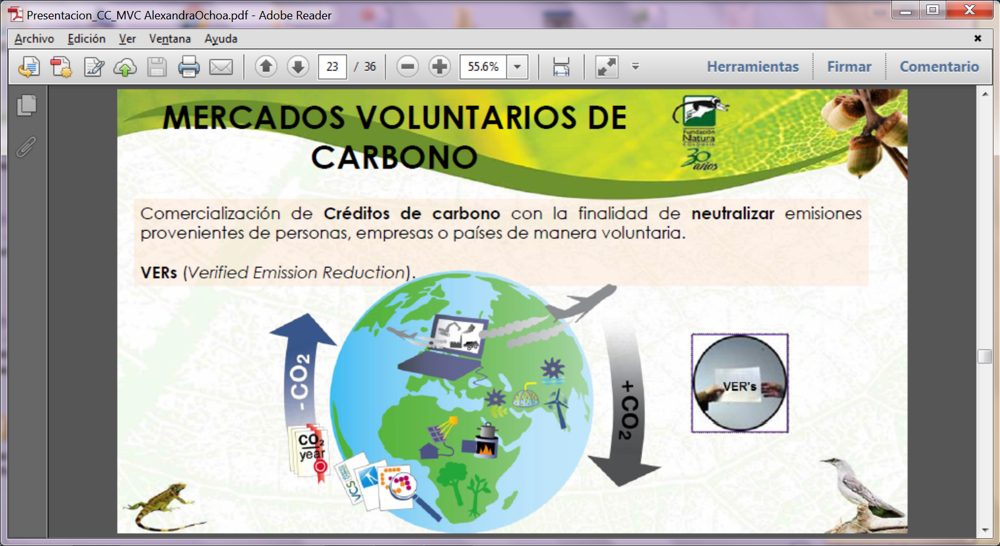 Presentacion_CC_MVC AlexandraOchoa.pdf - Adobe Reader
Archivo Edición Ver Ventana Ayuda
23 / 36 55.6% Herramientas Firmar Comentario
MERCADOS VOLUNTARIOS DE
CARBONO
Fundación
Natura
COLOMBIA
30
años
Comercialización de Créditos de carbono con la finalidad de neutralizar emisiones
provenientes de personas, empresas o países de manera voluntaria.
VERs (Verified Emission Reduction).
- CO2
+CO2
VER's
CO2
year
VCS